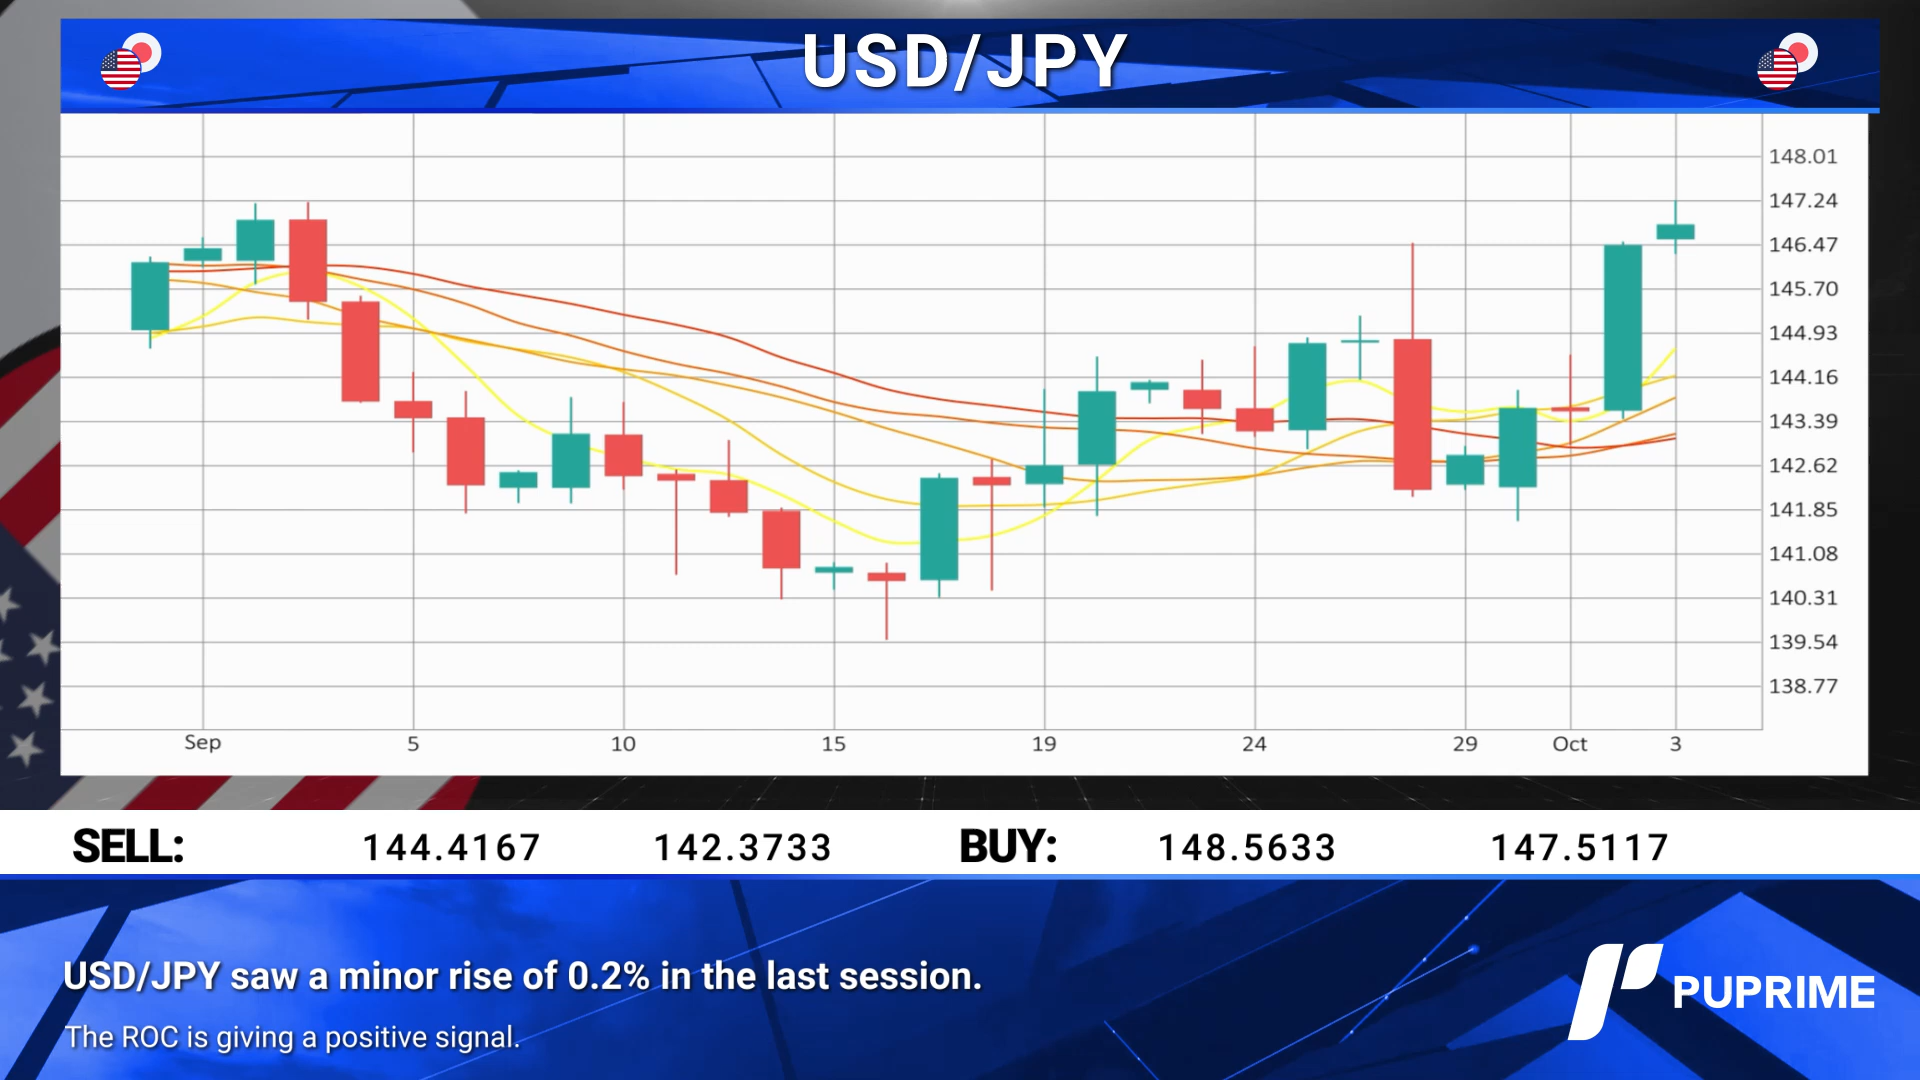 USD/JPY
148.01
147.24
146.47
145.70
144.93
144.16
143.39
142.62
141.85
141.08
140.31
139.54
138.77
Sep 5 10 15 19 24 29 Oct 3
SELL: 144.4167 142.3733 BUY: 148.5633 147.5117
USD/JPY saw a minor rise of 0.2% in the last session.
The ROC is giving a positive signal.
PUPRIME